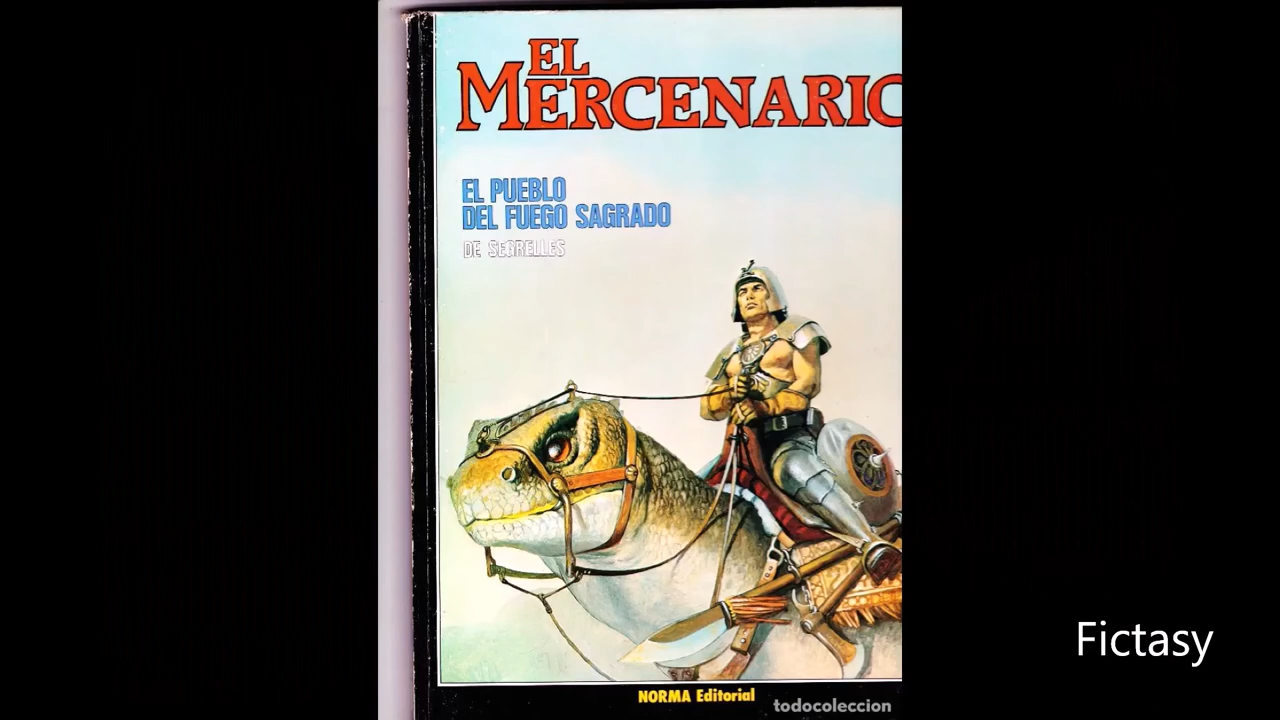 EL
MERCENARIO
EL PUEBLO
DEL FUEGO SAGRADO
DE SEGRELLES
NORMA Editorial
todocoleccion
Fictasy